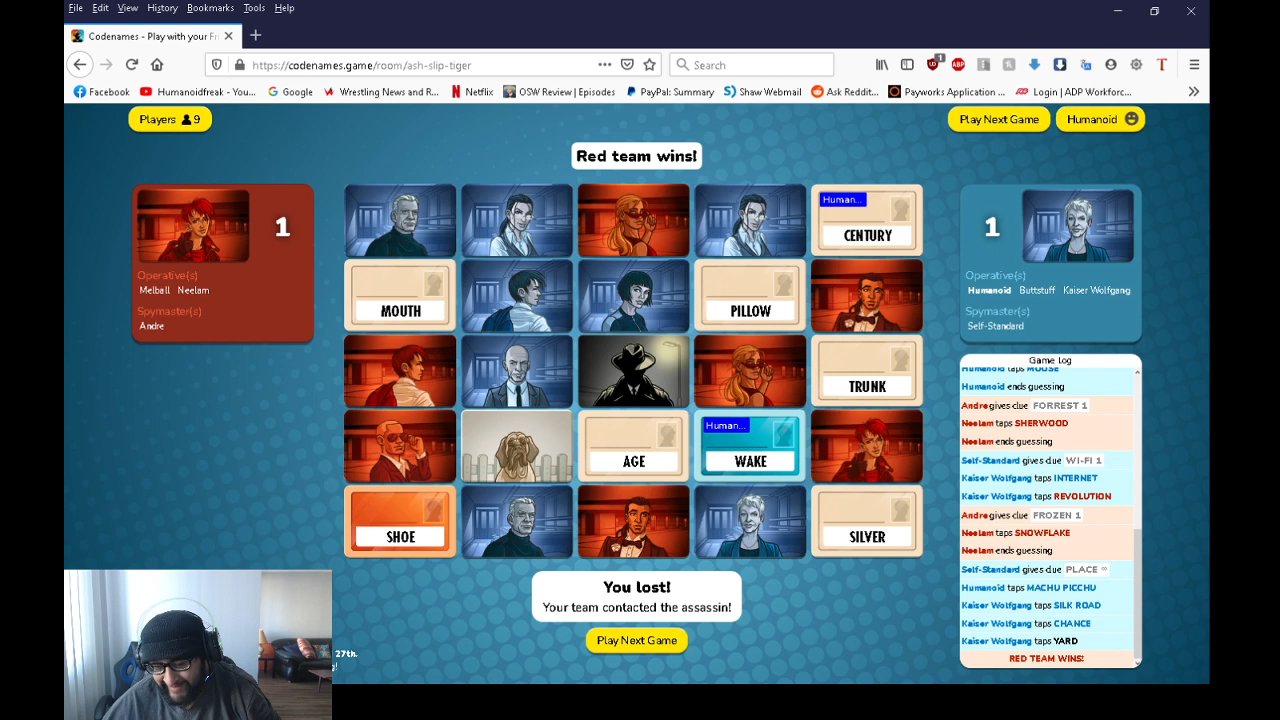 File Edit View History Bookmarks Tools Help
Codenames - Play with your Fri
https://codenames.game/room/ash-slip-tiger
Search
1
ABP
T
Facebook Humanoidfreak - You... Google Wrestling News and R... Netflix OSW Review | Episodes PayPal: Summary Shaw Webmail Ask Reddit... Payworks Application ... Login | ADP Workforc...
Players 9
Play Next Game
Humanoid
Red team wins!
1
Operative(s)
Melball Neelam
Spymaster(s)
Andre
Human...
CENTURY
MOUTH
PILLOW
TRUNK
AGE
Human...
WAKE
SHOE
SILVER
1
Operative(s)
Humanoid Buttstuff Kaiser Wolfgang
Spymaster(s)
Self-Standard
Game Log
Humanoid taps MOOSE
Humanoid ends guessing
Andre gives clue FORREST 1
Neelam taps SHERWOOD
Neelam ends guessing
Self-Standard gives clue WI-FI 1
Kaiser Wolfgang taps INTERNET
Kaiser Wolfgang taps REVOLUTION
Andre gives clue FROZEN 1
Neelam taps SNOWFLAKE
Neelam ends guessing
Self-Standard gives clue PLACE ∞
Humanoid taps MACHU PICCHU
Kaiser Wolfgang taps SILK ROAD
Kaiser Wolfgang taps CHANCE
Kaiser Wolfgang taps YARD
RED TEAM WINS!
You lost!
Your team contacted the assassin!
Play Next Game
27th.